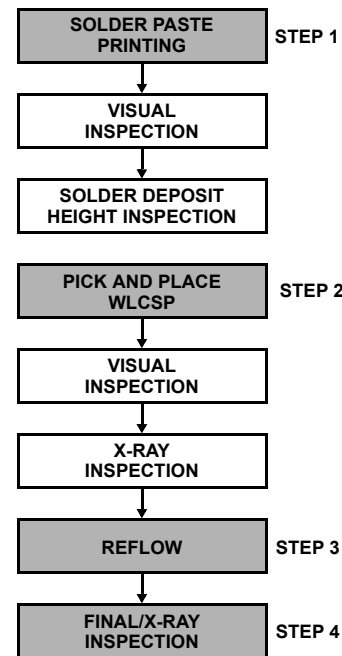 SOLDER PASTE
PRINTING
STEP 1
VISUAL
INSPECTION
SOLDER DEPOSIT
HEIGHT INSPECTION
PICK AND PLACE
WLCSP
STEP 2
VISUAL
INSPECTION
X-RAY
INSPECTION
REFLOW
STEP 3
FINAL/X-RAY
INSPECTION
STEP 4